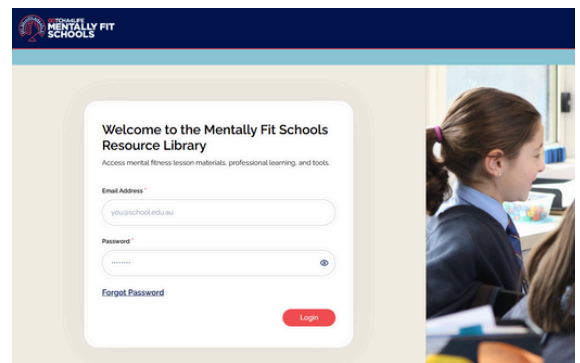 GOTCHA4LIFE
MENTALLY FIT
SCHOOLS
Welcome to the Mentally Fit Schools
Resource Library
Access mental fitness lesson materials, professional learning, and tools.
Email Address *
you@school.edu.au
Password *
••••••••
Forgot Password
Login